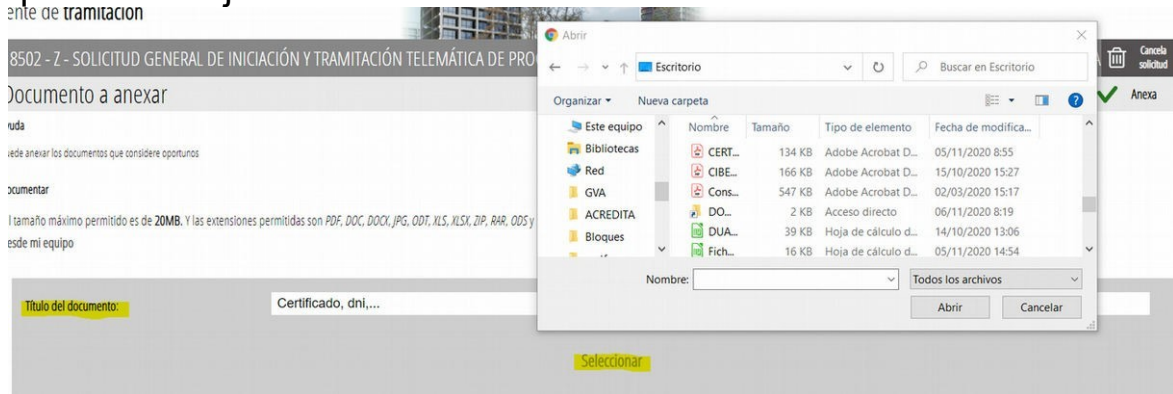 ente de tramitación
8502 - Z - SOLICITUD GENERAL DE INICIACIÓN Y TRAMITACIÓN TELEMÁTICA DE PRO
Cancela
solicitud
Documento a anexar
Anexa
yuda
uede anexar los documentos que considere oportunos
ocumentar
l tamaño máximo permitido es de 20MB. Y las extensiones permitidas son PDF, DOC, DOCX, JPG, ODT, XLS, XLSX, ZIP, RAR, ODS y
esde mi equipo
Título del documento:
Certificado, dni,...
Seleccionar
Abrir
Escritorio
Buscar en Escritorio
Organizar
Nueva carpeta
Este equipo
Bibliotecas
Red
GVA
ACREDITA
Bloques
Nombre Tamaño Tipo de elemento Fecha de modifica...
CERT... 134 KB Adobe Acrobat D... 05/11/2020 8:55
CIBE... 166 KB Adobe Acrobat D... 15/10/2020 15:27
Cons... 547 KB Adobe Acrobat D... 02/03/2020 15:17
DO... 2 KB Acceso directo 06/11/2020 8:19
DUA... 39 KB Hoja de cálculo d... 14/10/2020 13:06
Fich... 16 KB Hoja de cálculo d... 05/11/2020 14:54
Nombre:
Todos los archivos
Abrir
Cancelar